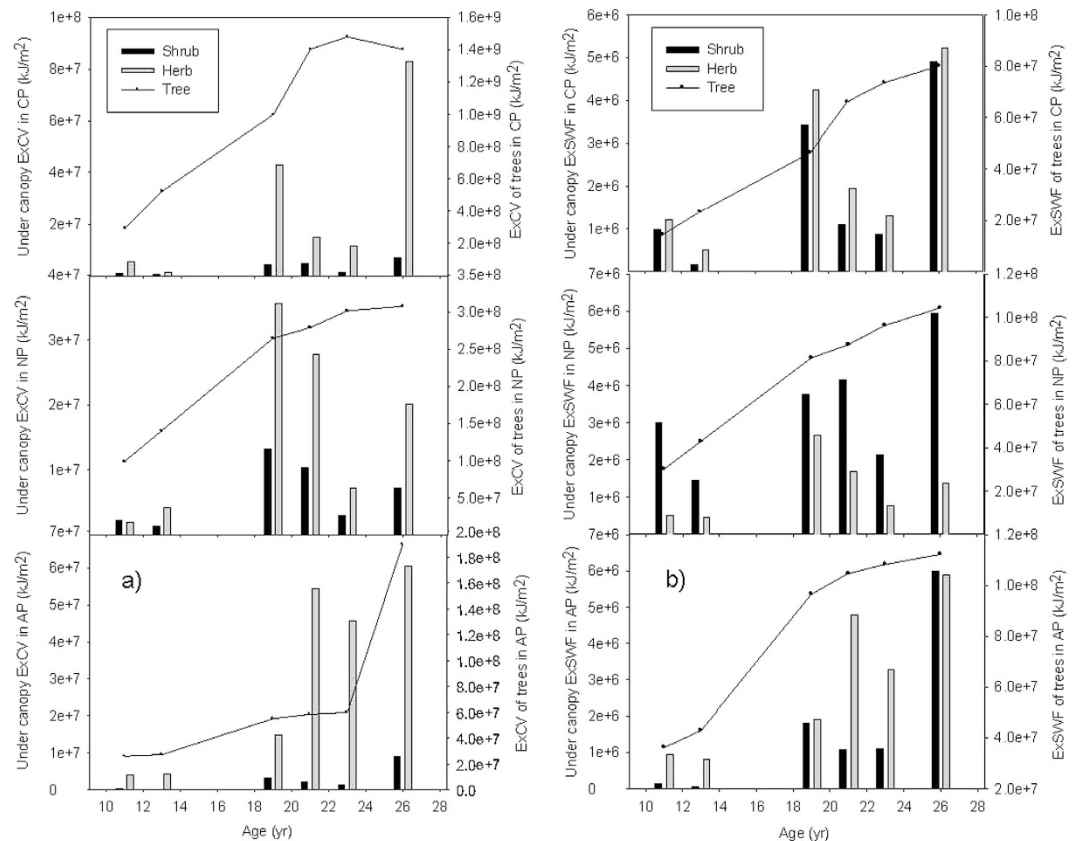 Under canopy ExCV in CP (kJ/m2)
1e+8
8e+7
6e+7
4e+7
2e+7
4e+7
Shrub
Herb
Tree
1.6e+9
1.4e+9
1.2e+9
1.0e+9
8.0e+8
6.0e+8
4.0e+8
2.0e+8
3.5e+8
ExCV of trees in CP (kJ/m2)
Under canopy ExCV in NP (kJ/m2)
3e+7
2e+7
1e+7
7e+7
3.0e+8
2.5e+8
2.0e+8
1.5e+8
1.0e+8
5.0e+7
2.0e+8
ExCV of trees in NP (kJ/m2)
Under canopy ExCV in AP (kJ/m2)
6e+7
5e+7
4e+7
3e+7
2e+7
1e+7
0
a)
1.8e+8
1.6e+8
1.4e+8
1.2e+8
1.0e+8
8.0e+7
6.0e+7
4.0e+7
2.0e+7
0.0
ExCV of trees in AP (kJ/m2)
10 12 14 16 18 20 22 24 26 28
Age (yr)
Under canopy ExSWF in CP (kJ/m2)
6e+6
5e+6
4e+6
3e+6
2e+6
1e+6
7e+6
Shrub
Herb
Tree
1.0e+8
8.0e+7
6.0e+7
4.0e+7
2.0e+7
1.2e+8
ExSWF of trees in CP (kJ/m2)
Under canopy ExSWF in NP (kJ/m2)
6e+6
5e+6
4e+6
3e+6
2e+6
1e+6
7e+6
1.0e+8
8.0e+7
6.0e+7
4.0e+7
2.0e+7
1.2e+8
ExSWF of trees in NP (kJ/m2)
Under canopy ExSWF in AP (kJ/m2)
6e+6
5e+6
4e+6
3e+6
2e+6
1e+6
0
b)
1.0e+8
8.0e+7
6.0e+7
4.0e+7
2.0e+7
ExSWF of trees in AP (kJ/m2)
10 12 14 16 18 20 22 24 26 28
Age (yr)